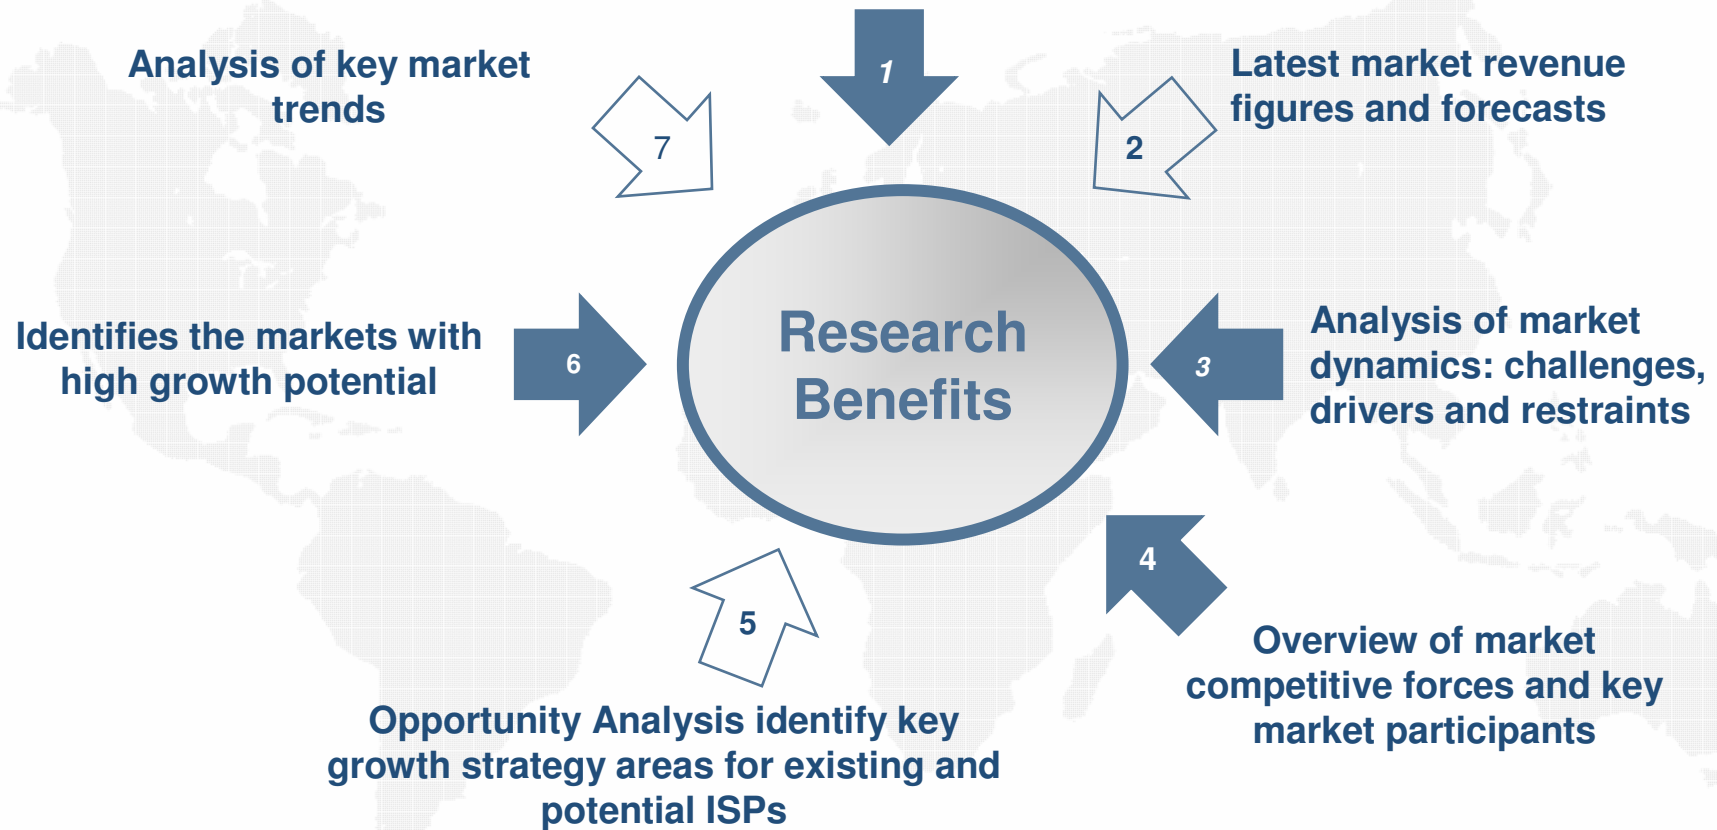 1
Latest market revenue
figures and forecasts
2
Analysis of market
dynamics: challenges,
drivers and restraints
3
4
Overview of market
competitive forces and key
market participants
5
Opportunity Analysis identify key
growth strategy areas for existing and
potential ISPs
Identifies the markets with
high growth potential
6
Analysis of key market
trends
7
Research
Benefits